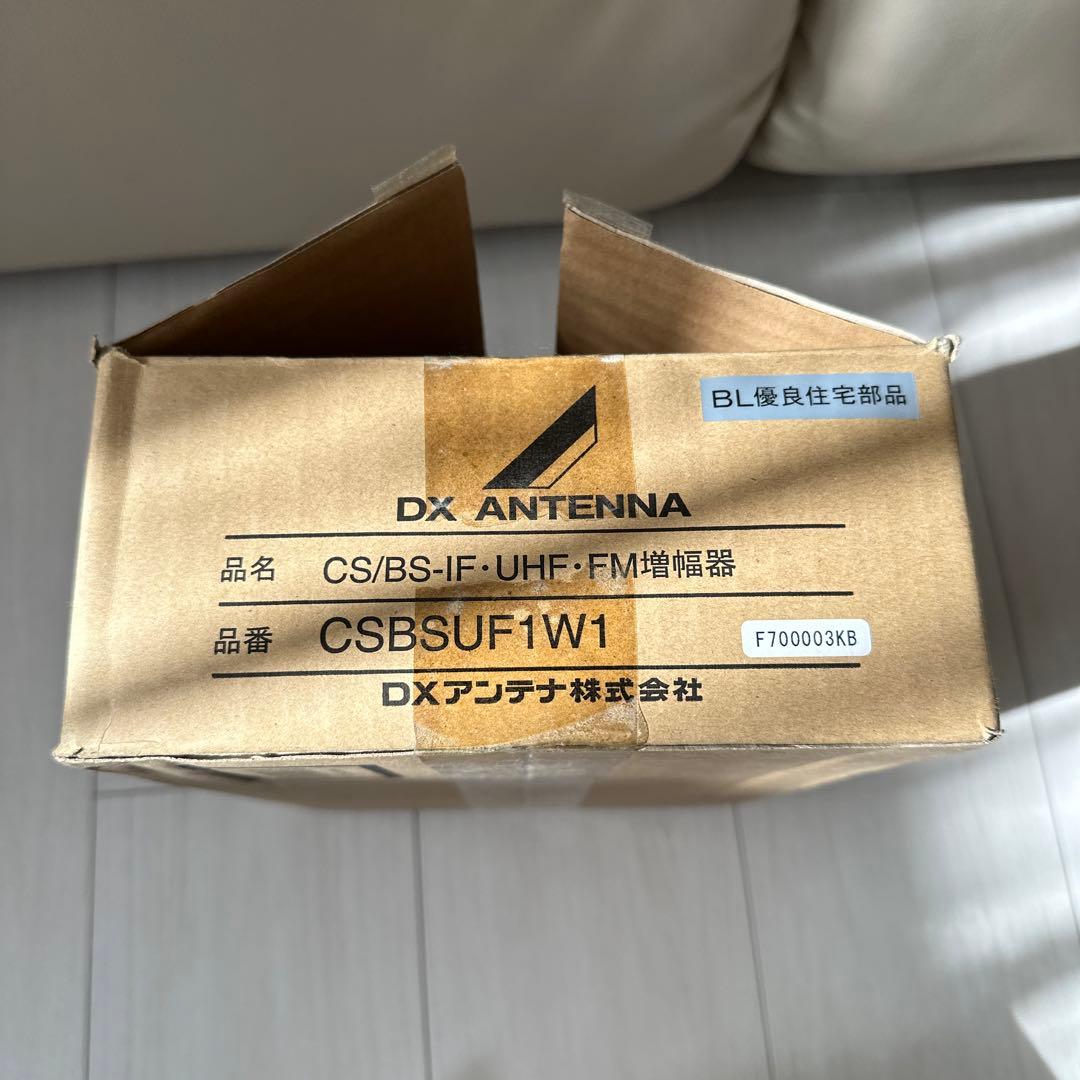 BL優良住宅部品
DX ANTENNA
品名 CS/BS-IF・UHF・FM増幅器
品番 CSBSUF1W1 F700003KB
DXアンテナ株式会社